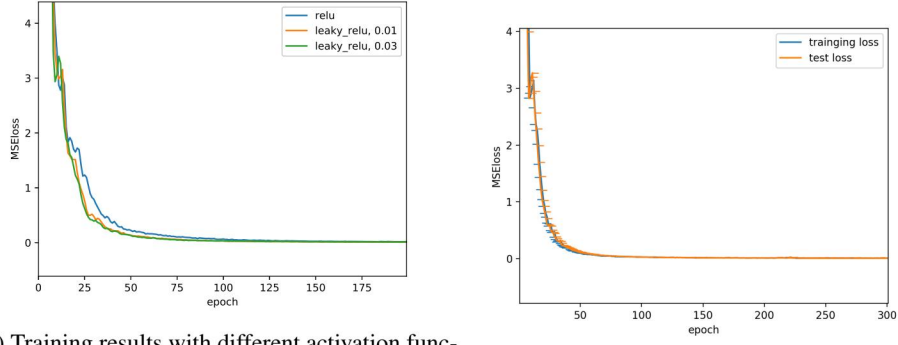 relu
leaky_relu, 0.01
leaky_relu, 0.03
4
3
2
1
0
MSEloss
0 25 50 75 100 125 150 175
epoch
trainging loss
test loss
4
3
2
1
0
MSEloss
50 100 150 200 250 300
epoch
) Training results with different activation func-